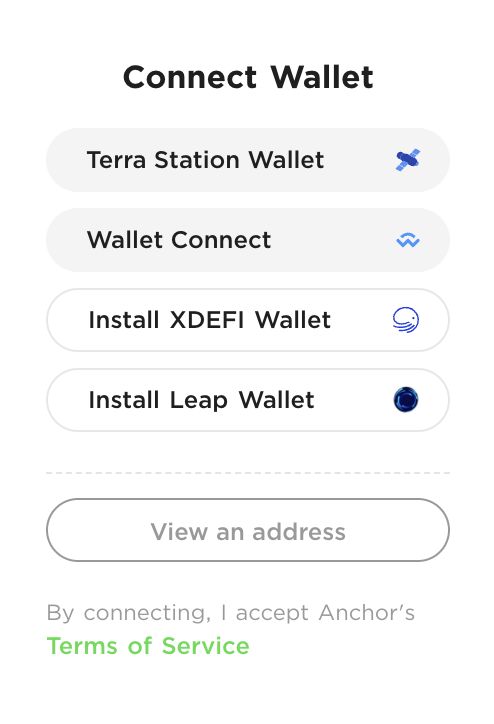 Connect Wallet
Terra Station Wallet
Wallet Connect
Install XDEFI Wallet
Install Leap Wallet
View an address
By connecting, I accept Anchor's
Terms of Service